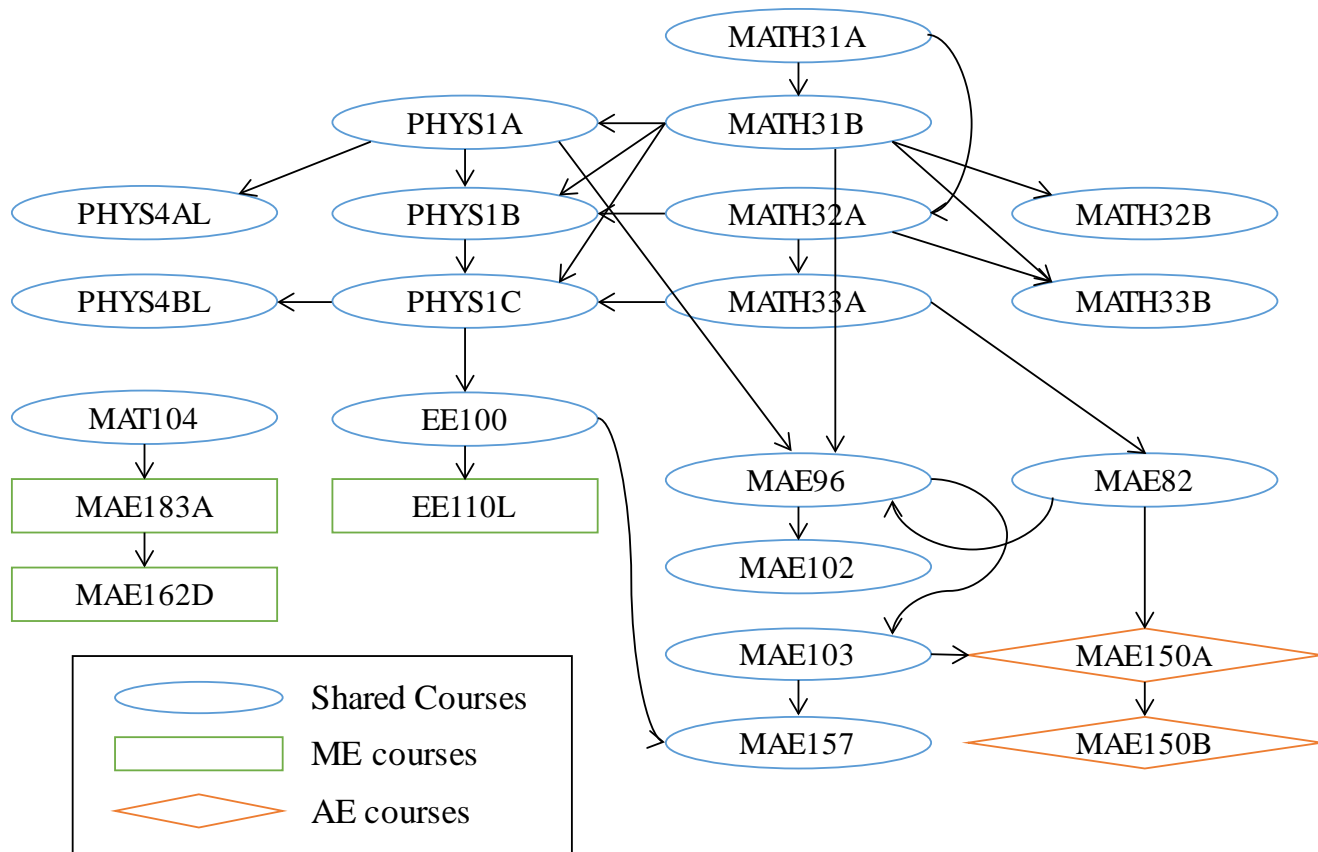 MATH31A
PHYS1A
MATH31B
PHYS4AL
PHYS1B
MATH32A
MATH32B
PHYS4BL
PHYS1C
MATH33A
MATH33B
MAT104
EE100
MAE183A
EE110L
MAE96
MAE82
MAE162D
MAE102
MAE103
MAE150A
MAE157
MAE150B
Shared Courses
ME courses
AE courses